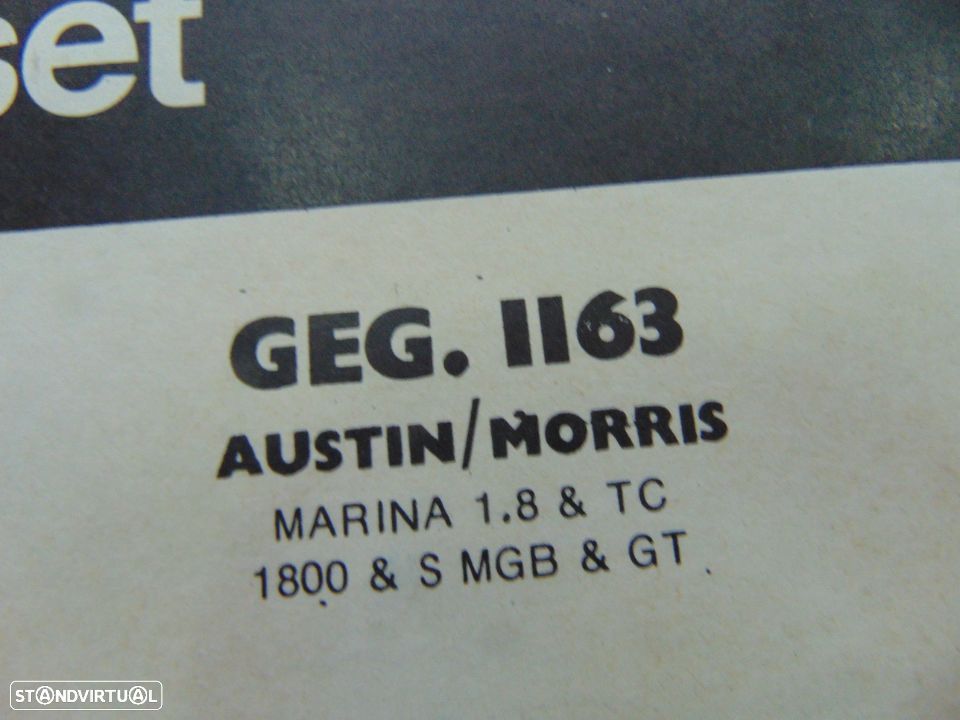 set
GEG. 1163
AUSTIN/MORRIS
MARINA 1.8 & TC
1800 & S MGB & GT
STANDVIRTUAL